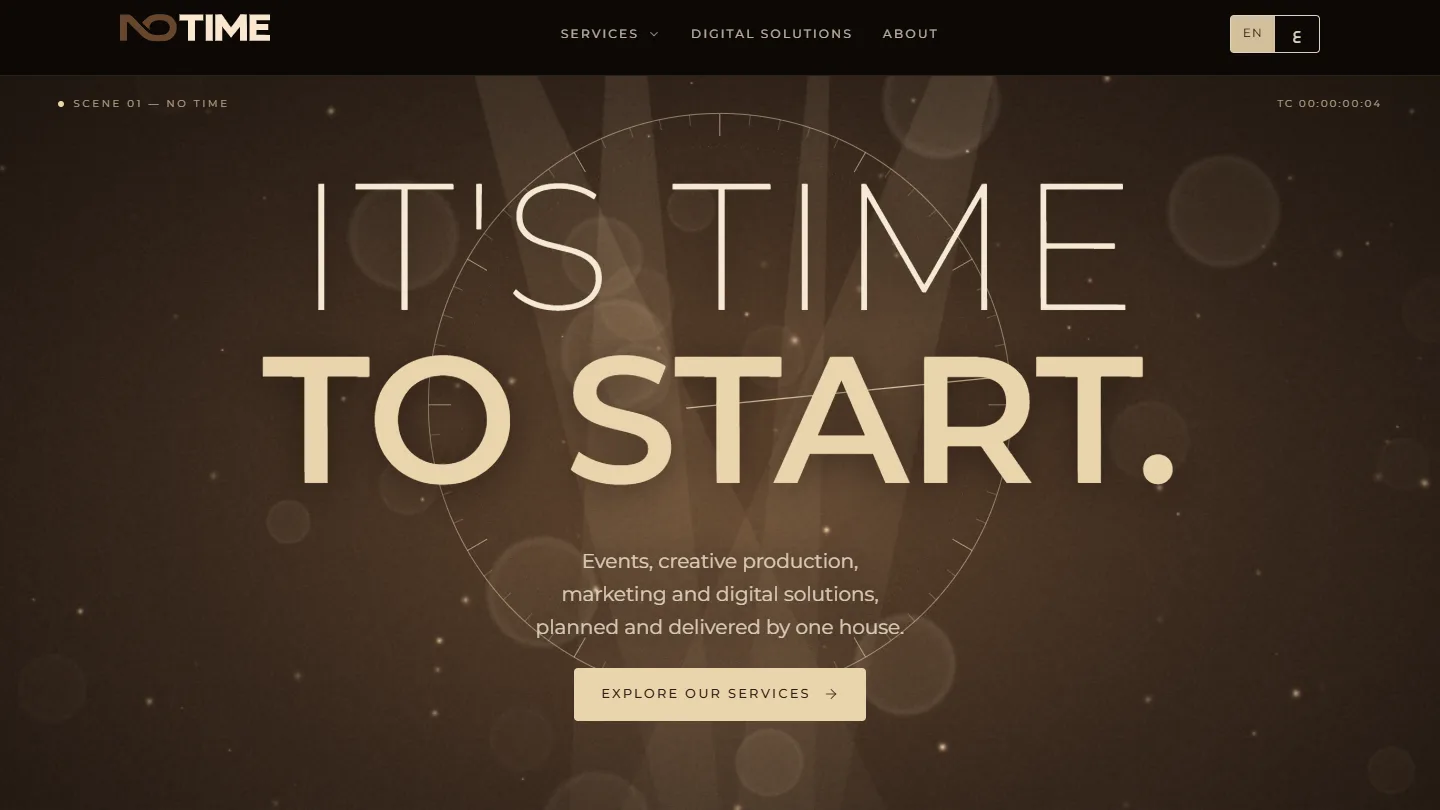 NOTIME
SERVICES
DIGITAL SOLUTIONS
ABOUT
EN
ع
SCENE 01 — NO TIME
TC 00:00:00:04
IT'S TIME
TO START.
Events, creative production,
marketing and digital solutions,
planned and delivered by one house.
EXPLORE OUR SERVICES →